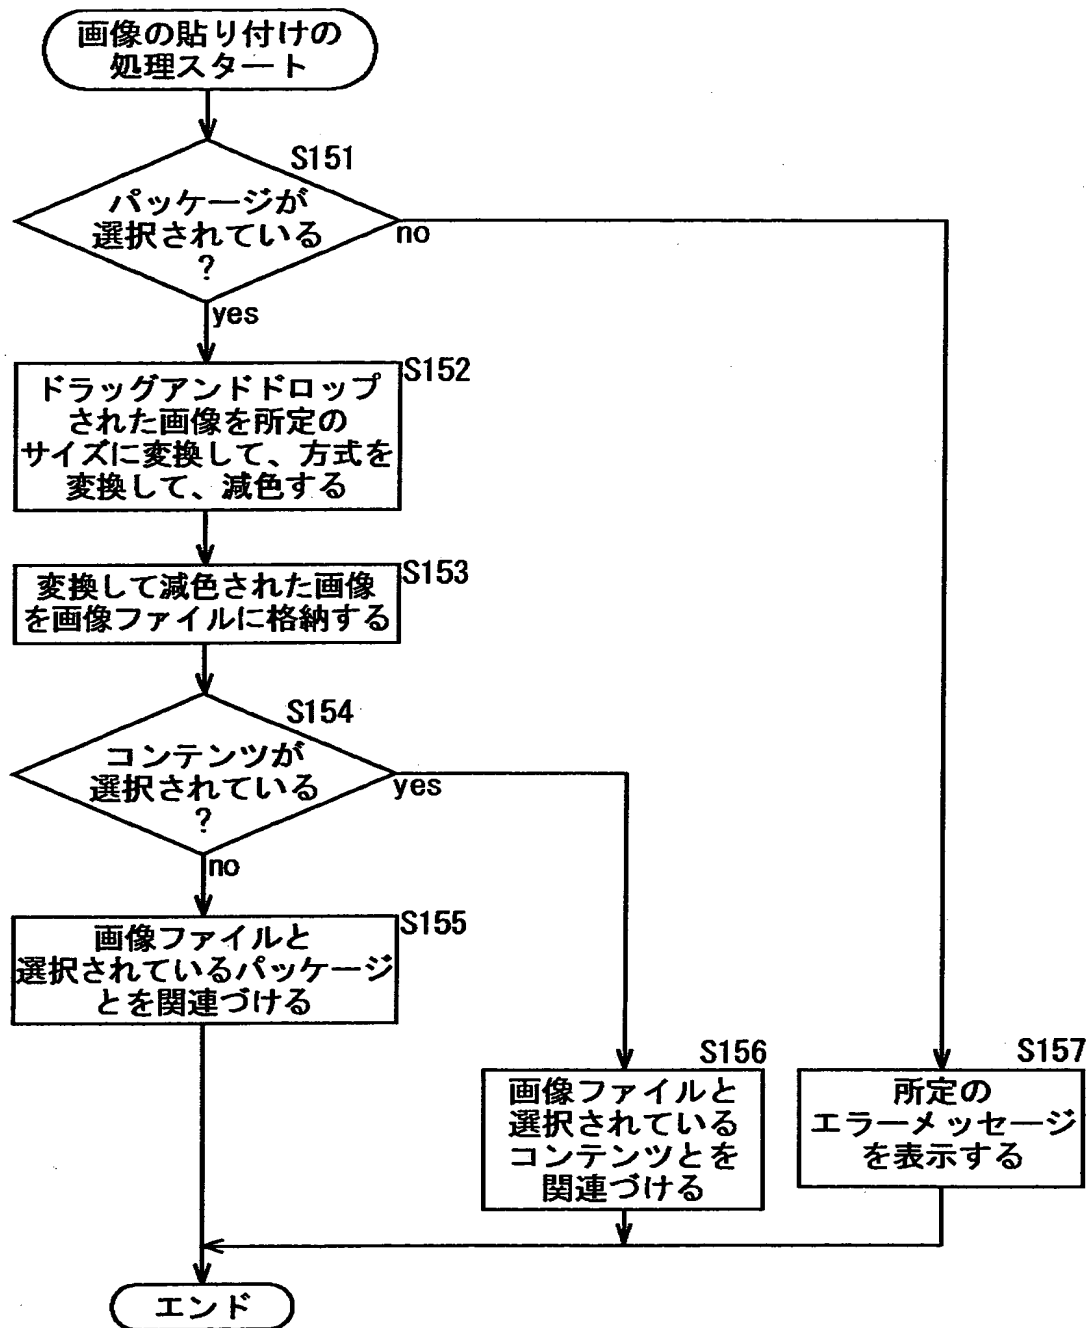 画像の貼り付けの
処理スタート
S151
パッケージが
選択されている
?
no
yes
S152
ドラッグアンドドロップ
された画像を所定の
サイズに変換して、方式を
変換して、減色する
S153
変換して減色された画像
を画像ファイルに格納する
S154
コンテンツが
選択されている
?
yes
no
S155
画像ファイルと
選択されているパッケージ
とを関連づける
S156
画像ファイルと
選択されている
コンテンツとを
関連づける
S157
所定の
エラーメッセージ
を表示する
エンド